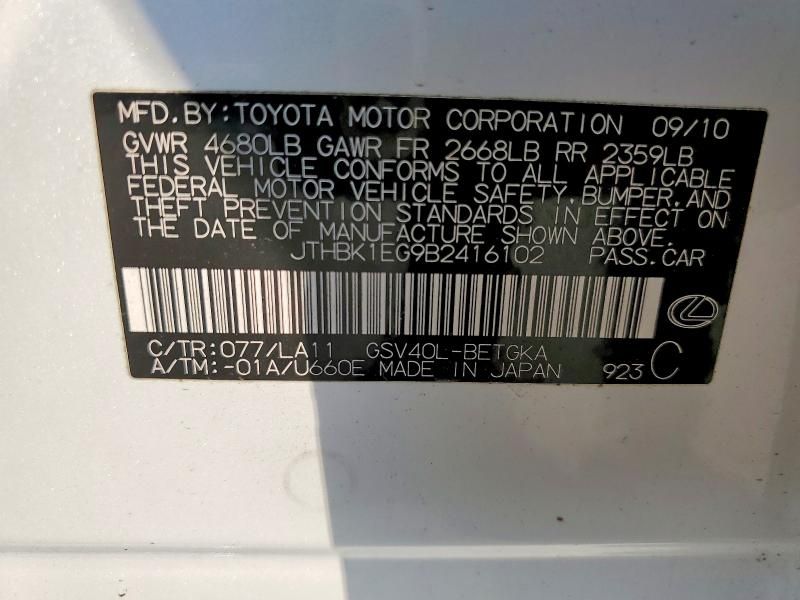 MFD.BY:TOYOTA MOTOR CORPORATION 09/10
GVWR 4680LB GAWR FR 2668LB RR 2359LB
THIS VEHICLE CONFORMS TO ALL APPLICABLE
FEDERAL MOTOR VEHICLE SAFETY,BUMPER,AND
THEFT PREVENTION STANDARDS IN EFFECT ON
THE DATE OF MANUFACTURE SHOWN ABOVE.
JTHBK1EG9B2416102 PASS.CAR
C/TR:077/LA11 GSV40L-BETGKA
A/TM:-01A/U660E MADE IN JAPAN 923 C